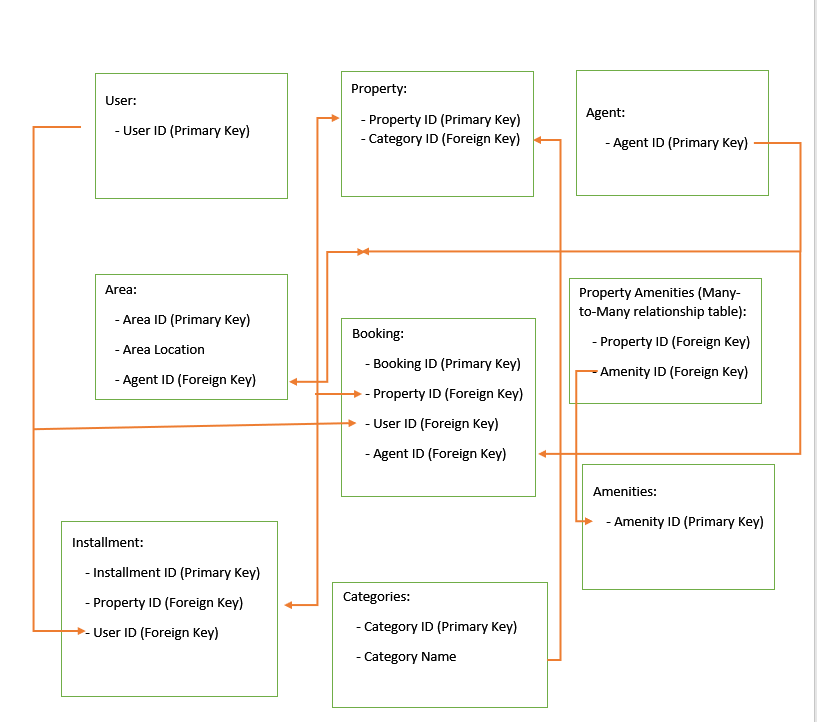 User:
- User ID (Primary Key)
Property:
- Property ID (Primary Key)
- Category ID (Foreign Key)
Agent:
- Agent ID (Primary Key)
Area:
- Area ID (Primary Key)
- Area Location
- Agent ID (Foreign Key)
Booking:
- Booking ID (Primary Key)
- Property ID (Foreign Key)
- User ID (Foreign Key)
- Agent ID (Foreign Key)
Property Amenities (Many-
to-Many relationship table):
- Property ID (Foreign Key)
- Amenity ID (Foreign Key)
Amenities:
- Amenity ID (Primary Key)
Installment:
- Installment ID (Primary Key)
- Property ID (Foreign Key)
- User ID (Foreign Key)
Categories:
- Category ID (Primary Key)
- Category Name